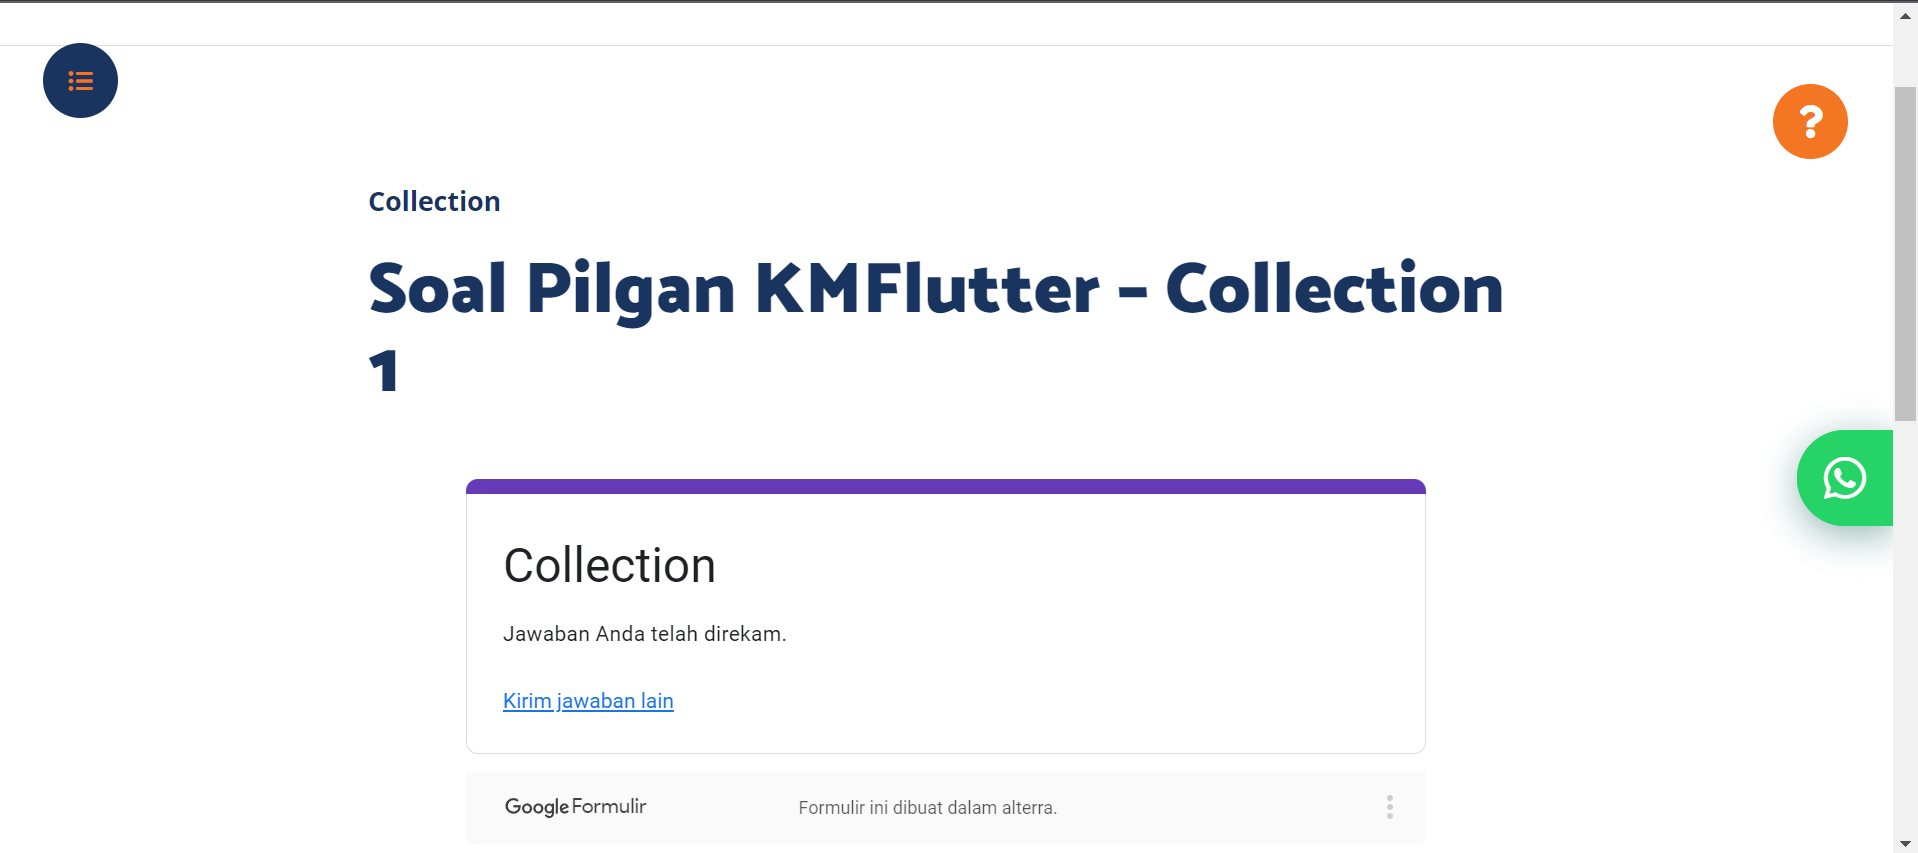 Collection
Soal Pilgan KMFlutter – Collection
1
Collection
Jawaban Anda telah direkam.
Kirim jawaban lain
Google Formulir
Formulir ini dibuat dalam alterra.